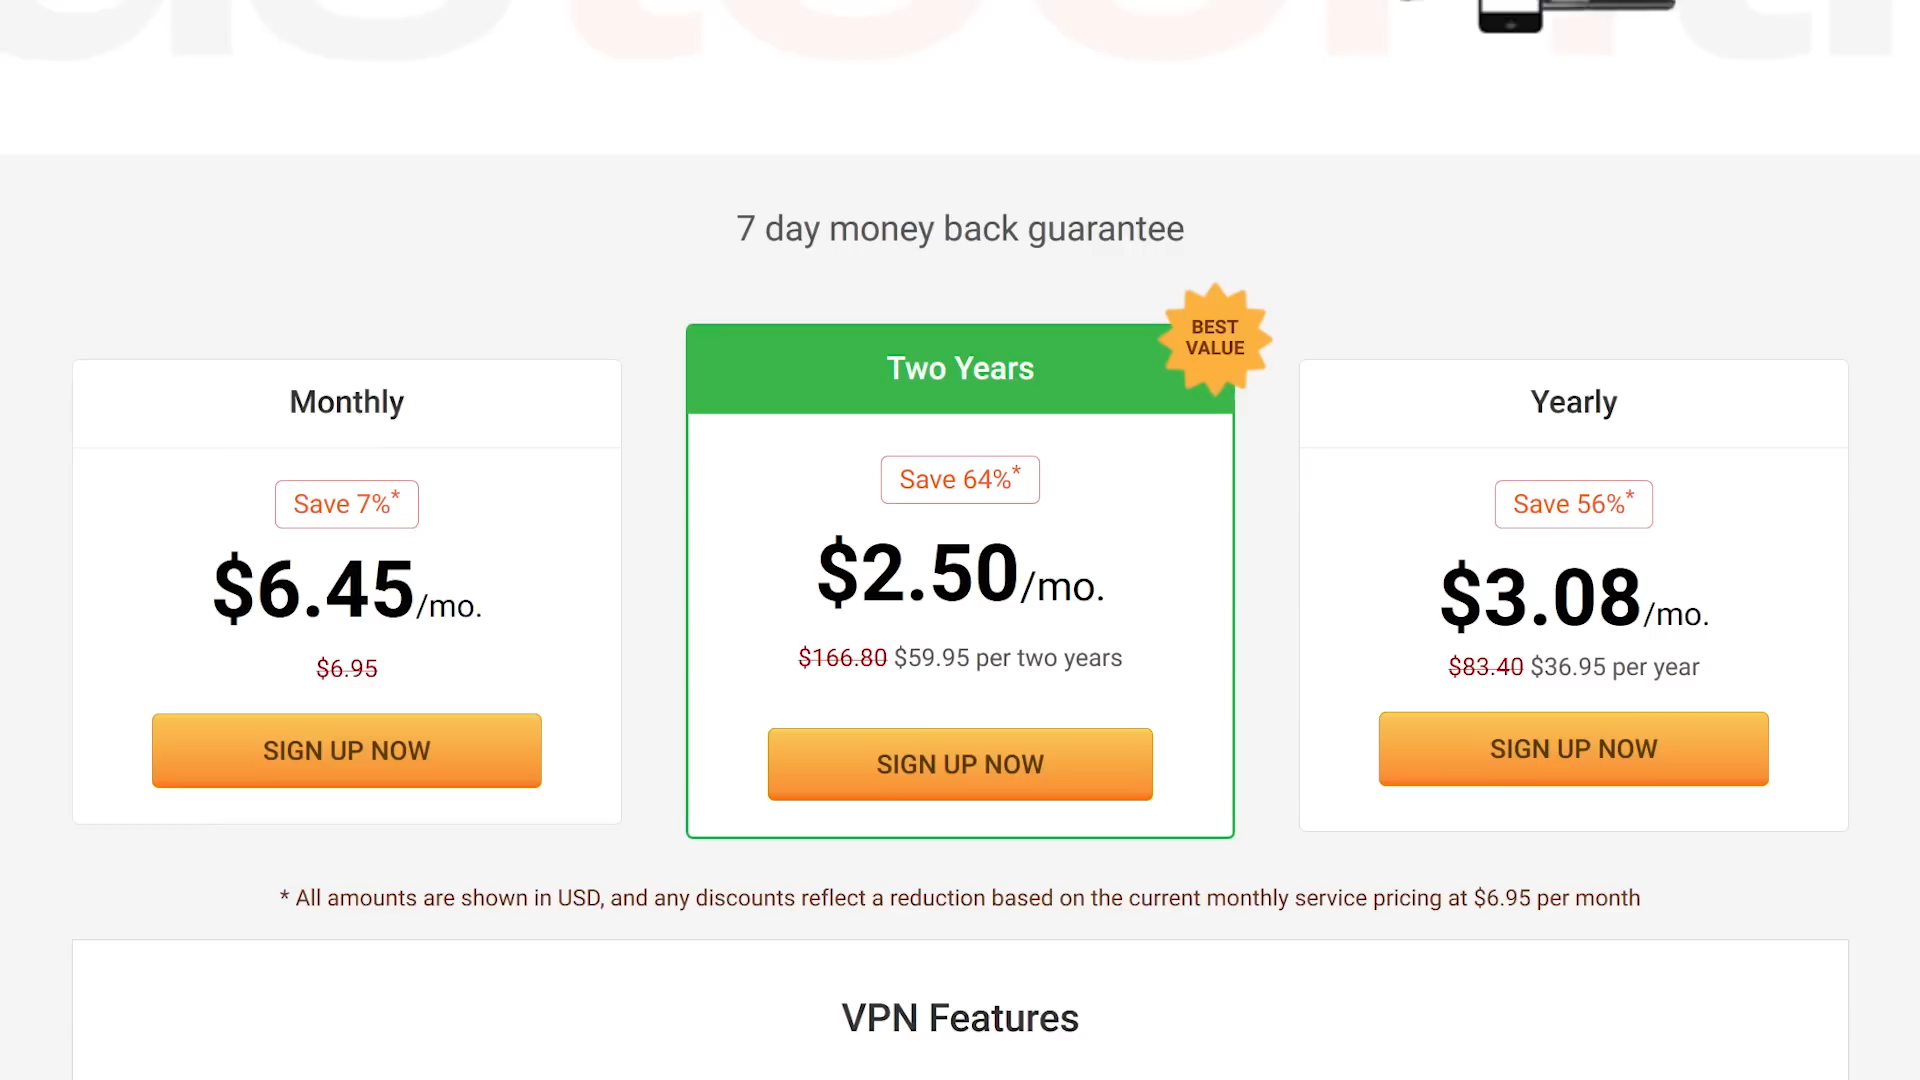 7 day money back guarantee
BEST
VALUE
Two Years
Monthly
Yearly
Save 64%*
Save 7%*
Save 56%*
$6.45/mo.
$2.50/mo.
$3.08/mo.
$6.95
$166.80 $59.95 per two years
$83.40 $36.95 per year
SIGN UP NOW
SIGN UP NOW
SIGN UP NOW
* All amounts are shown in USD, and any discounts reflect a reduction based on the current monthly service pricing at $6.95 per month
VPN Features